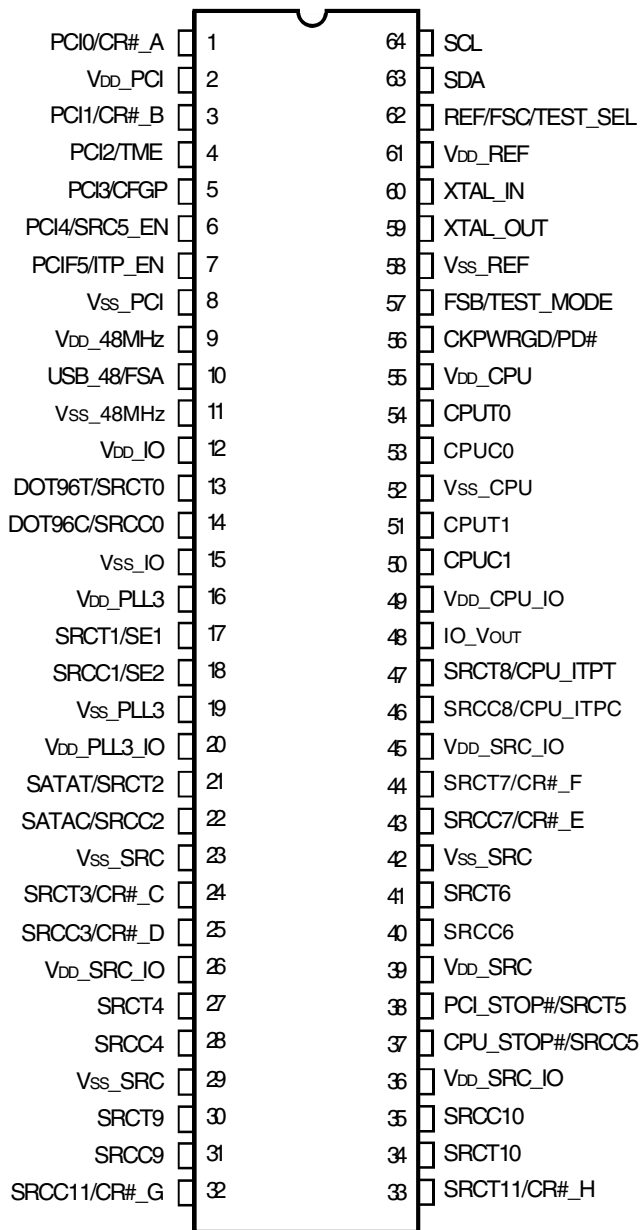 PCI0/CR#_A 1 64 SCL
VDD_PCI 2 63 SDA
PCI1/CR#_B 3 62 REF/FSC/TEST_SEL
PCI2/TME 4 61 VDD_REF
PCI3/CFGP 5 60 XTAL_IN
PCI4/SRC5_EN 6 59 XTAL_OUT
PCIF5/ITP_EN 7 58 VSS_REF
VSS_PCI 8 57 FSB/TEST_MODE
VDD_48MHz 9 56 CKPWRGD/PD#
USB_48/FSA 10 55 VDD_CPU
VSS_48MHz 11 54 CPUT0
VDD_IO 12 53 CPUC0
DOT96T/SRCT0 13 52 VSS_CPU
DOT96C/SRCC0 14 51 CPUT1
VSS_IO 15 50 CPUC1
VDD_PLL3 16 49 VDD_CPU_IO
SRCT1/SE1 17 48 IO_VOUT
SRCC1/SE2 18 47 SRCT8/CPU_ITPT
VSS_PLL3 19 46 SRCC8/CPU_ITPC
VDD_PLL3_IO 20 45 VDD_SRC_IO
SATAT/SRCT2 21 44 SRCT7/CR#_F
SATAC/SRCC2 22 43 SRCC7/CR#_E
VSS_SRC 23 42 VSS_SRC
SRCT3/CR#_C 24 41 SRCT6
SRCC3/CR#_D 25 40 SRCC6
VDD_SRC_IO 26 39 VDD_SRC
SRCT4 27 38 PCI_STOP#/SRCT5
SRCC4 28 37 CPU_STOP#/SRCC5
VSS_SRC 29 36 VDD_SRC_IO
SRCT9 30 35 SRCC10
SRCC9 31 34 SRCT10
SRCC11/CR#_G 32 33 SRCT11/CR#_H